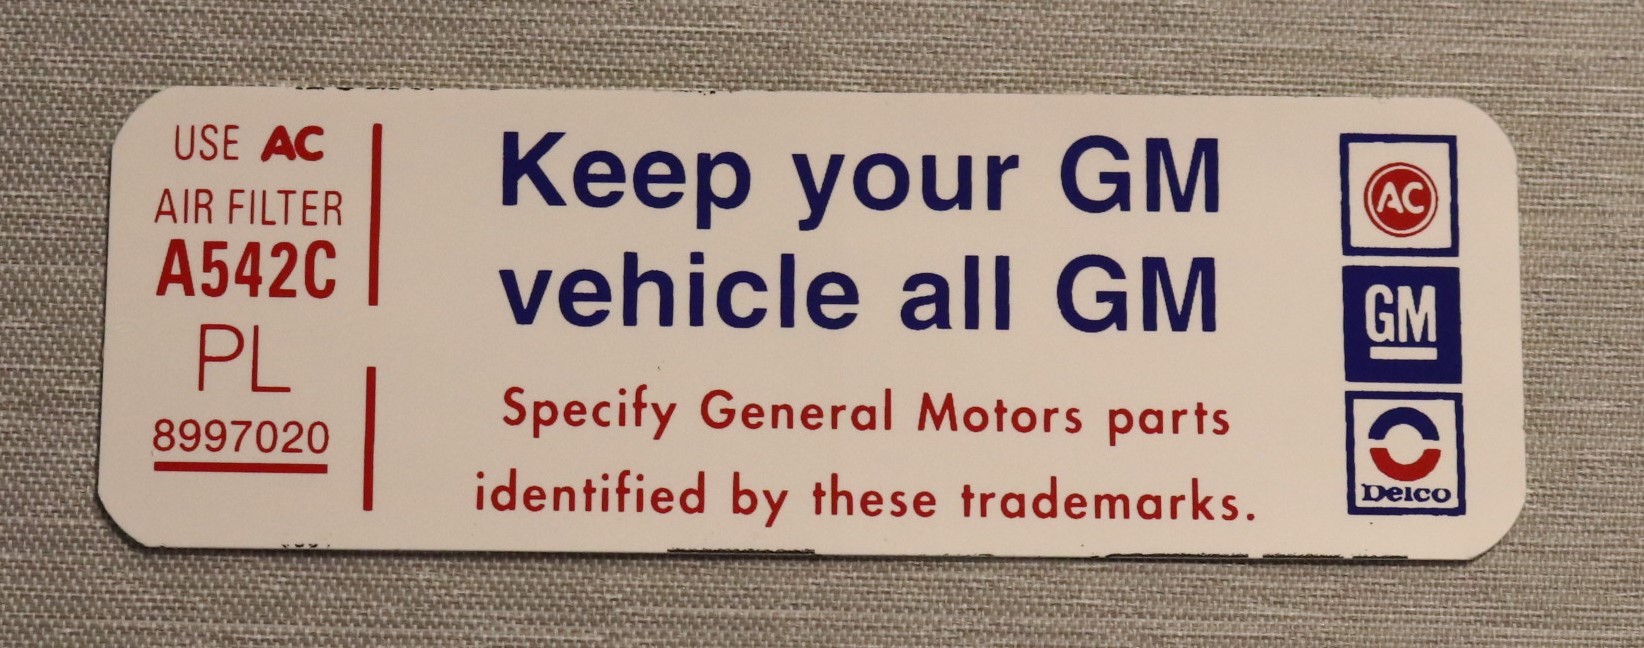 USE AC
AIR FILTER
A542C
PL
8997020
Keep your GM
vehicle all GM
Specify General Motors parts
identified by these trademarks.
AC
GM
Delco